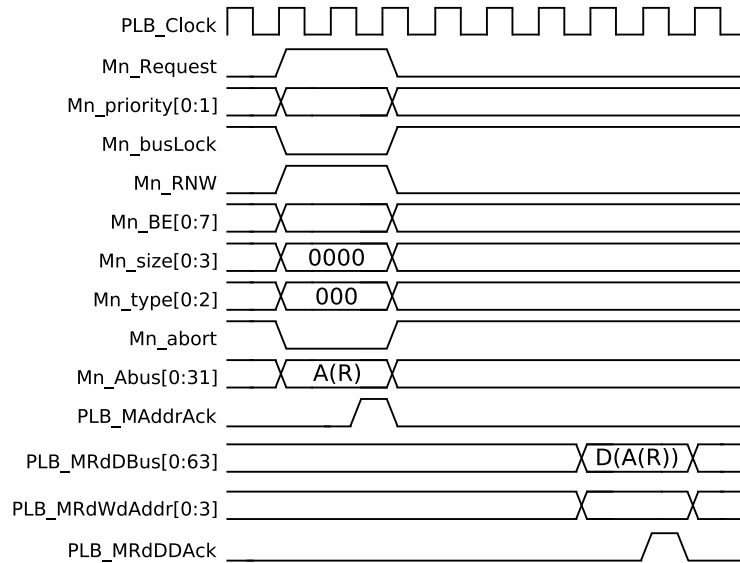 PLB_Clock
Mn_Request
Mn_priority[0:1]
Mn_busLock
Mn_RNW
Mn_BE[0:7]
Mn_size[0:3] 0000
Mn_type[0:2] 000
Mn_abort
Mn_Abus[0:31] A(R)
PLB_MAddrAck
PLB_MRdDBus[0:63] D(A(R))
PLB_MRdWdAddr[0:3]
PLB_MRdDDAck